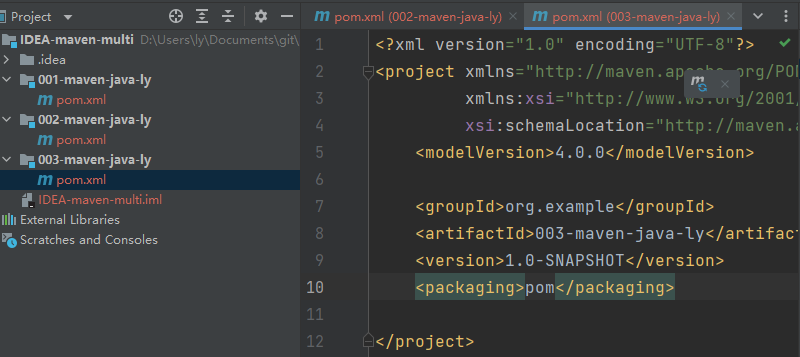 Project
pom.xml (002-maven-java-ly)
pom.xml (003-maven-java-ly)
IDEA-maven-multi D:\Users\ly\Documents\git\
.idea
001-maven-java-ly
pom.xml
002-maven-java-ly
pom.xml
003-maven-java-ly
pom.xml
IDEA-maven-multi.iml
External Libraries
Scratches and Consoles
1 <?xml version="1.0" encoding="UTF-8"?>
2 <project xmlns="http://maven.apache.org/POM
3 xmlns:xsi="http://www.w3.org/2001/
4 xsi:schemaLocation="http://maven.a
5 <modelVersion>4.0.0</modelVersion>
6
7 <groupId>org.example</groupId>
8 <artifactId>003-maven-java-ly</artifac
9 <version>1.0-SNAPSHOT</version>
10 <packaging>pom</packaging>
11
12 </project>